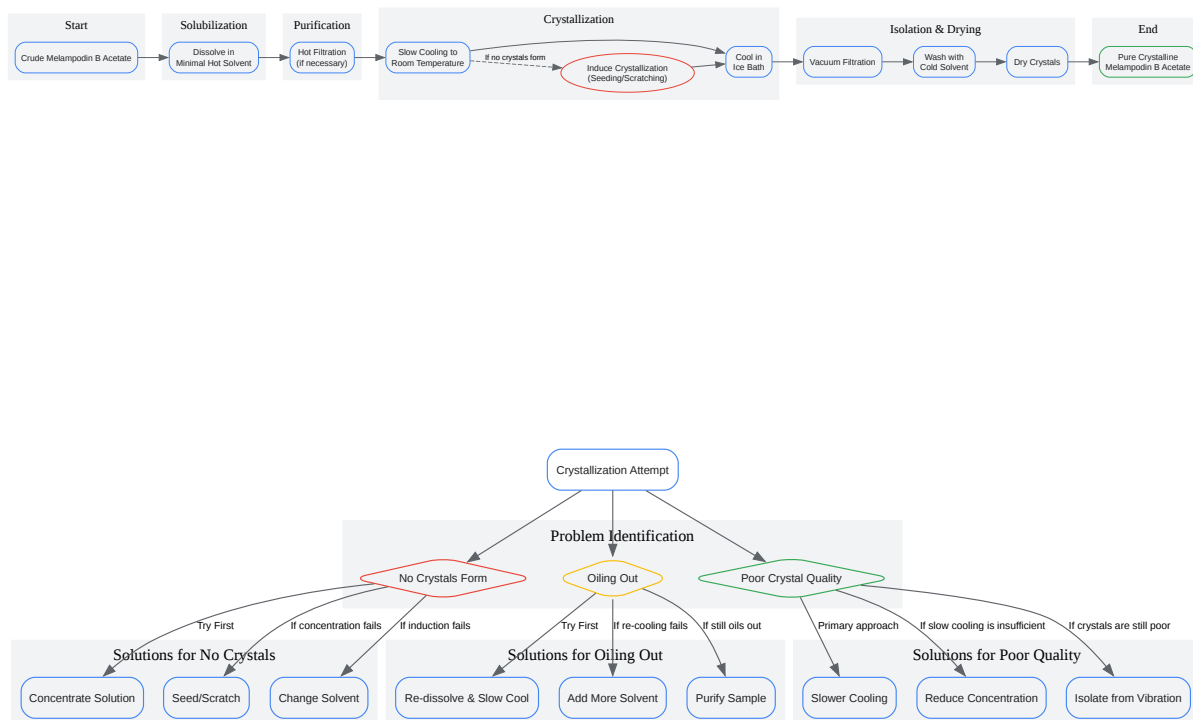 Start
Solubilization
Purification
Crystallization
Isolation & Drying
End
Crude Melampodin B Acetate
Dissolve in
Minimal Hot Solvent
Hot Filtration
(if necessary)
Slow Cooling to
Room Temperature
If no crystals form
Induce Crystallization
(Seeding/Scratching)
Cool in
Ice Bath
Vacuum Filtration
Wash with
Cold Solvent
Dry Crystals
Pure Crystalline
Melampodin B Acetate
Crystallization Attempt
Problem Identification
No Crystals Form
Oiling Out
Poor Crystal Quality
Try First
If concentration fails
If induction fails
Try First
If re-cooling fails
If still oils out
Primary approach
If slow cooling is insufficient
If crystals are still poor
Solutions for No Crystals
Solutions for Oiling Out
Solutions for Poor Quality
Concentrate Solution
Seed/Scratch
Change Solvent
Re-dissolve & Slow Cool
Add More Solvent
Purify Sample
Slower Cooling
Reduce Concentration
Isolate from Vibration